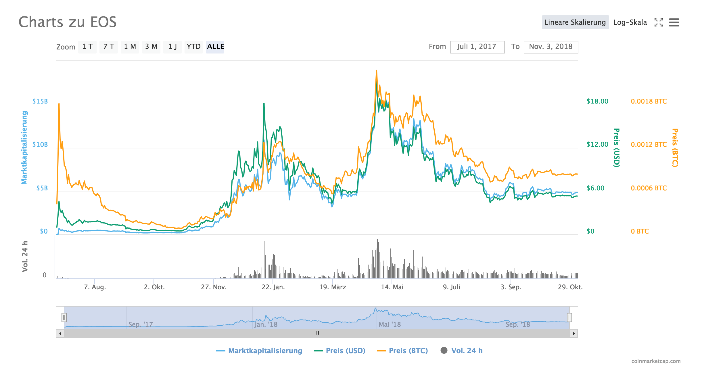 Charts zu EOS
Lineare Skalierung Log-Skala
Zoom 1 T 7 T 1 M 3 M 1 J YTD ALLE
From Juli 1, 2017 To Nov. 3, 2018
$15B $18.00 0.0018 BTC
$10B $12.00 0.0012 BTC
$5B $6.00 0.0006 BTC
$0 $0 0 BTC
Marktkapitalisierung
Preis (USD)
Preis (BTC)
Vol. 24 h
0
7. Aug. 2. Okt. 27. Nov. 22. Jan. 19. März 14. Mai 9. Juli 3. Sep. 29. Okt.
Sep. '17 Jan. '18 Mai '18 Sep. '18
Marktkapitalisierung Preis (USD) Preis (BTC) Vol. 24 h
coinmarketcap.com